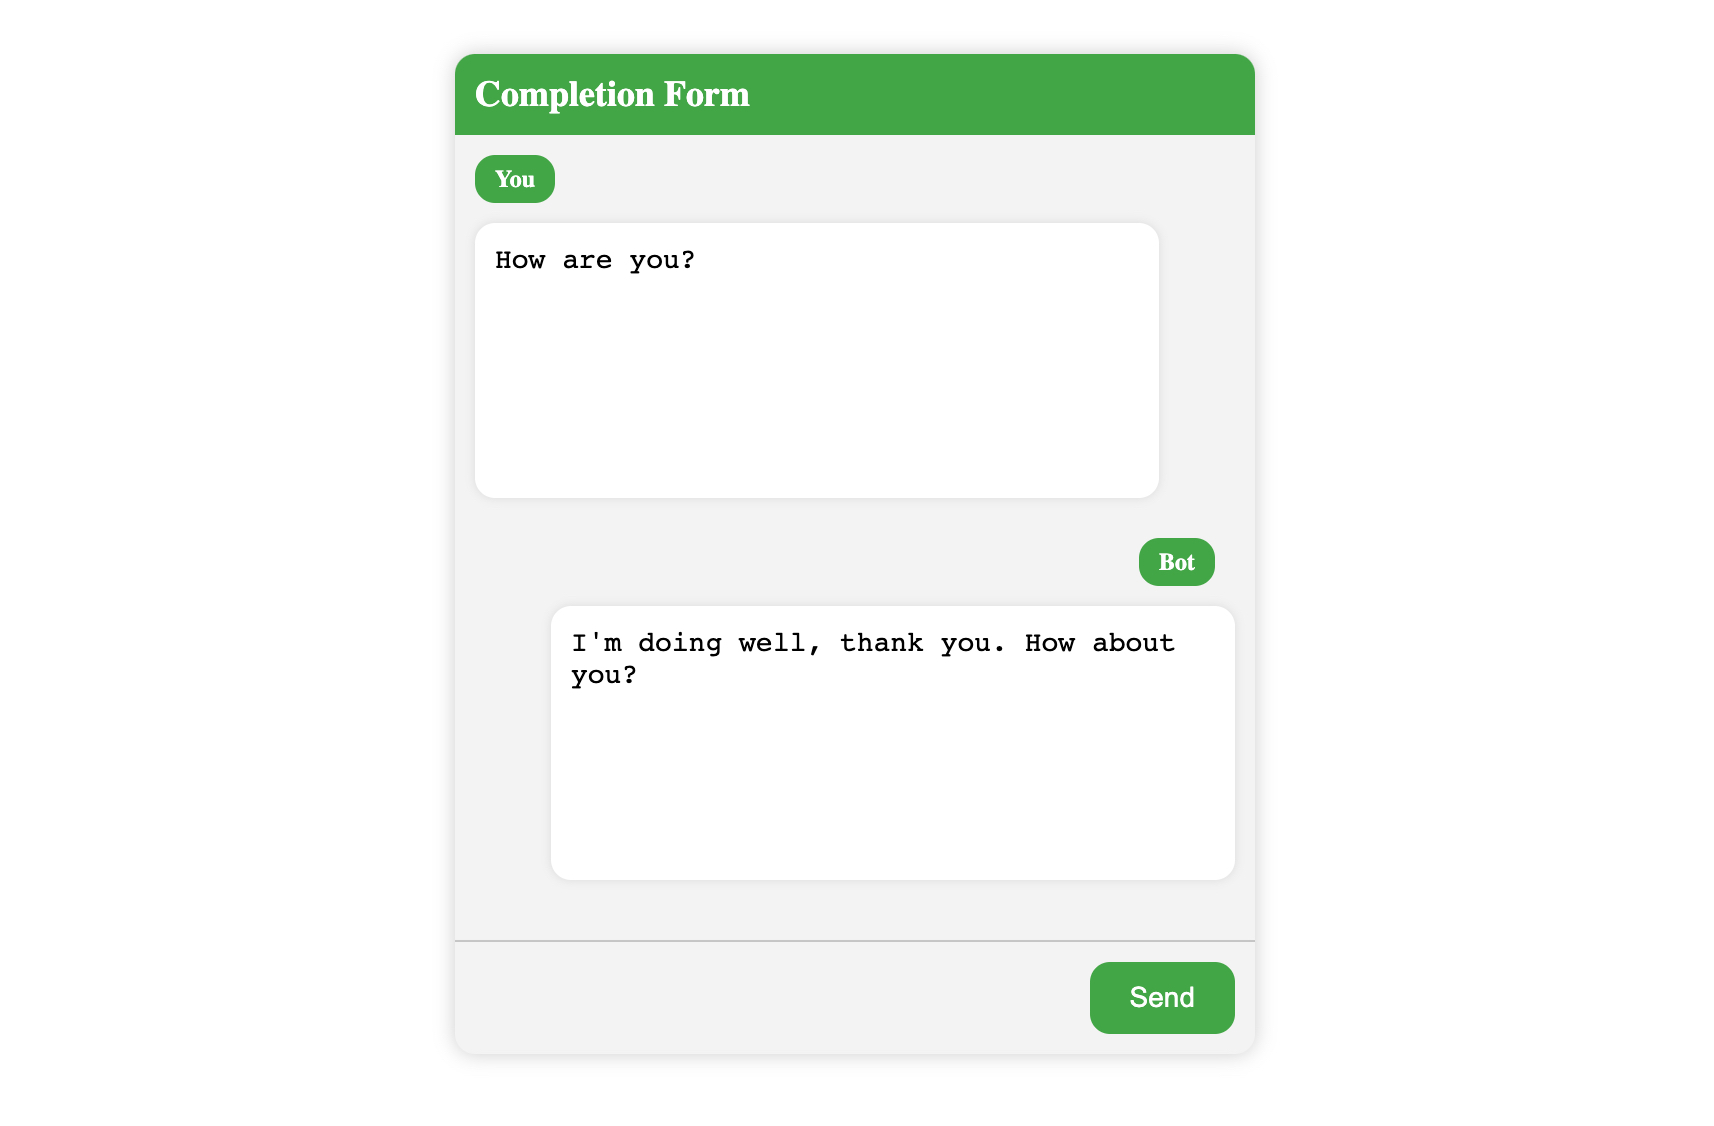 Completion Form
You
How are you?
Bot
I'm doing well, thank you. How about
you?
Send